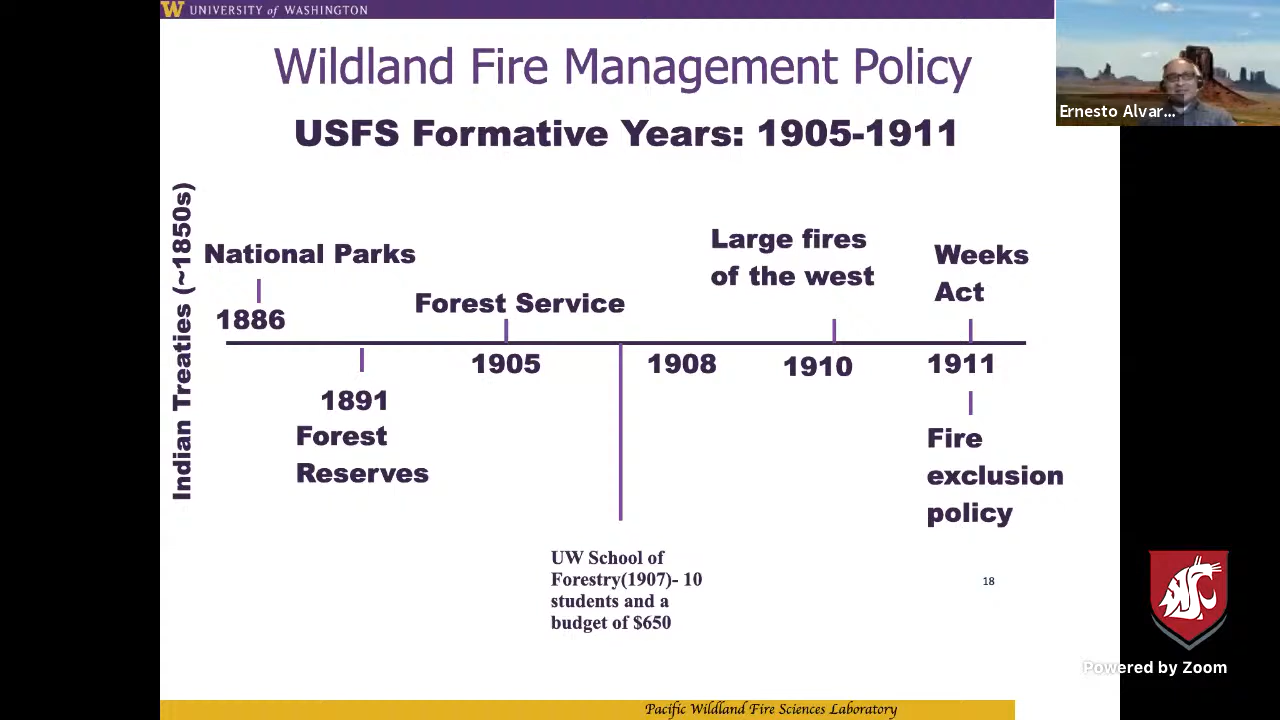 W UNIVERSITY of WASHINGTON
Wildland Fire Management Policy
USFS Formative Years: 1905-1911
Ernesto Alvar...
Indian Treaties (~1850s)
National Parks
1886
1891
Forest
Reserves
Forest Service
1905
UW School of
Forestry(1907)- 10
students and a
budget of $650
1908
Large fires
of the west
1910
Weeks
Act
1911
Fire
exclusion
policy
18
Powered by Zoom
Pacific Wildland Fire Sciences Laboratory